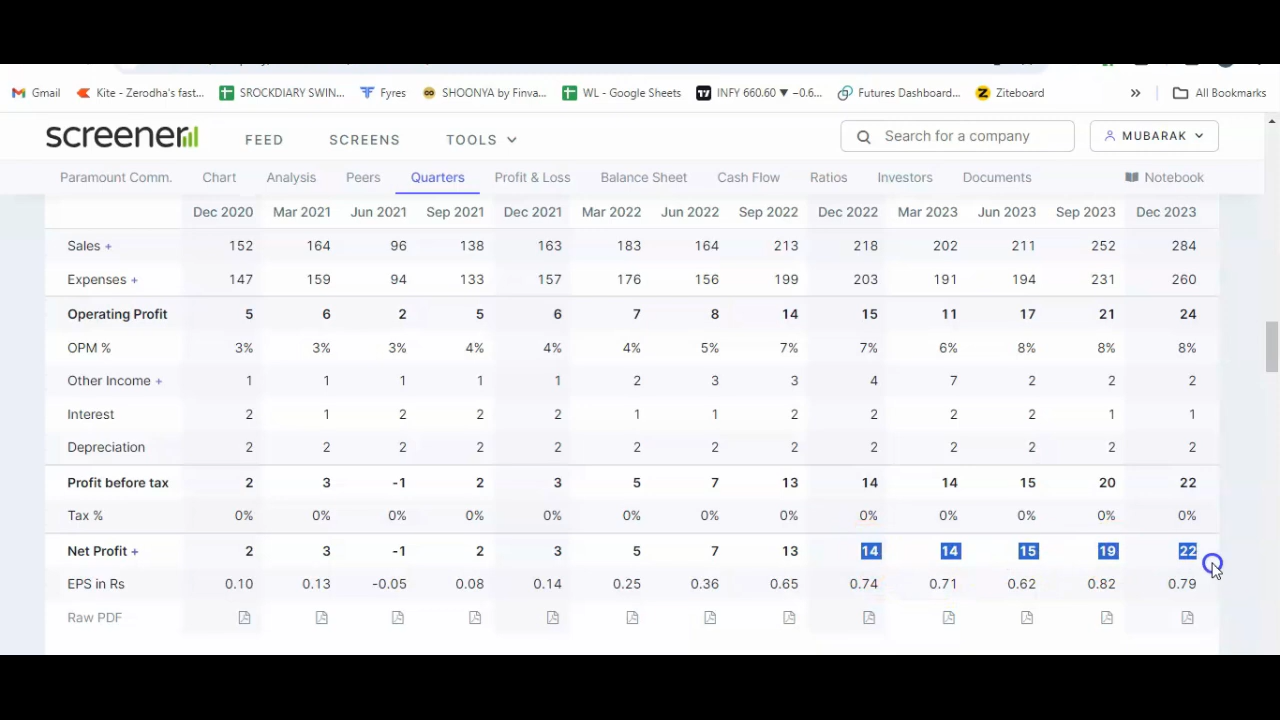 Gmail Kite - Zerodha's fast... SROCKDIARY SWIN... Fyres SHOONYA by Finva... WL - Google Sheets INFY 660.60 ▼ −0.6... Futures Dashboard... Ziteboard » All Bookmarks
screener FEED SCREENS TOOLS Search for a company MUBARAK
Paramount Comm. Chart Analysis Peers Quarters Profit & Loss Balance Sheet Cash Flow Ratios Investors Documents Notebook
Dec 2020 Mar 2021 Jun 2021 Sep 2021 Dec 2021 Mar 2022 Jun 2022 Sep 2022 Dec 2022 Mar 2023 Jun 2023 Sep 2023 Dec 2023
Sales + 152 164 96 138 163 183 164 213 218 202 211 252 284
Expenses + 147 159 94 133 157 176 156 199 203 191 194 231 260
Operating Profit 5 6 2 5 6 7 8 14 15 11 17 21 24
OPM % 3% 3% 3% 4% 4% 4% 5% 7% 7% 6% 8% 8% 8%
Other Income + 1 1 1 1 1 2 3 3 4 7 2 2 2
Interest 2 1 2 2 2 1 1 2 2 2 2 1 1
Depreciation 2 2 2 2 2 2 2 2 2 2 2 2 2
Profit before tax 2 3 -1 2 3 5 7 13 14 14 15 20 22
Tax % 0% 0% 0% 0% 0% 0% 0% 0% 0% 0% 0% 0% 0%
Net Profit + 2 3 -1 2 3 5 7 13 14 14 15 19 22
EPS in Rs 0.10 0.13 -0.05 0.08 0.14 0.25 0.36 0.65 0.74 0.71 0.62 0.82 0.79
Raw PDF